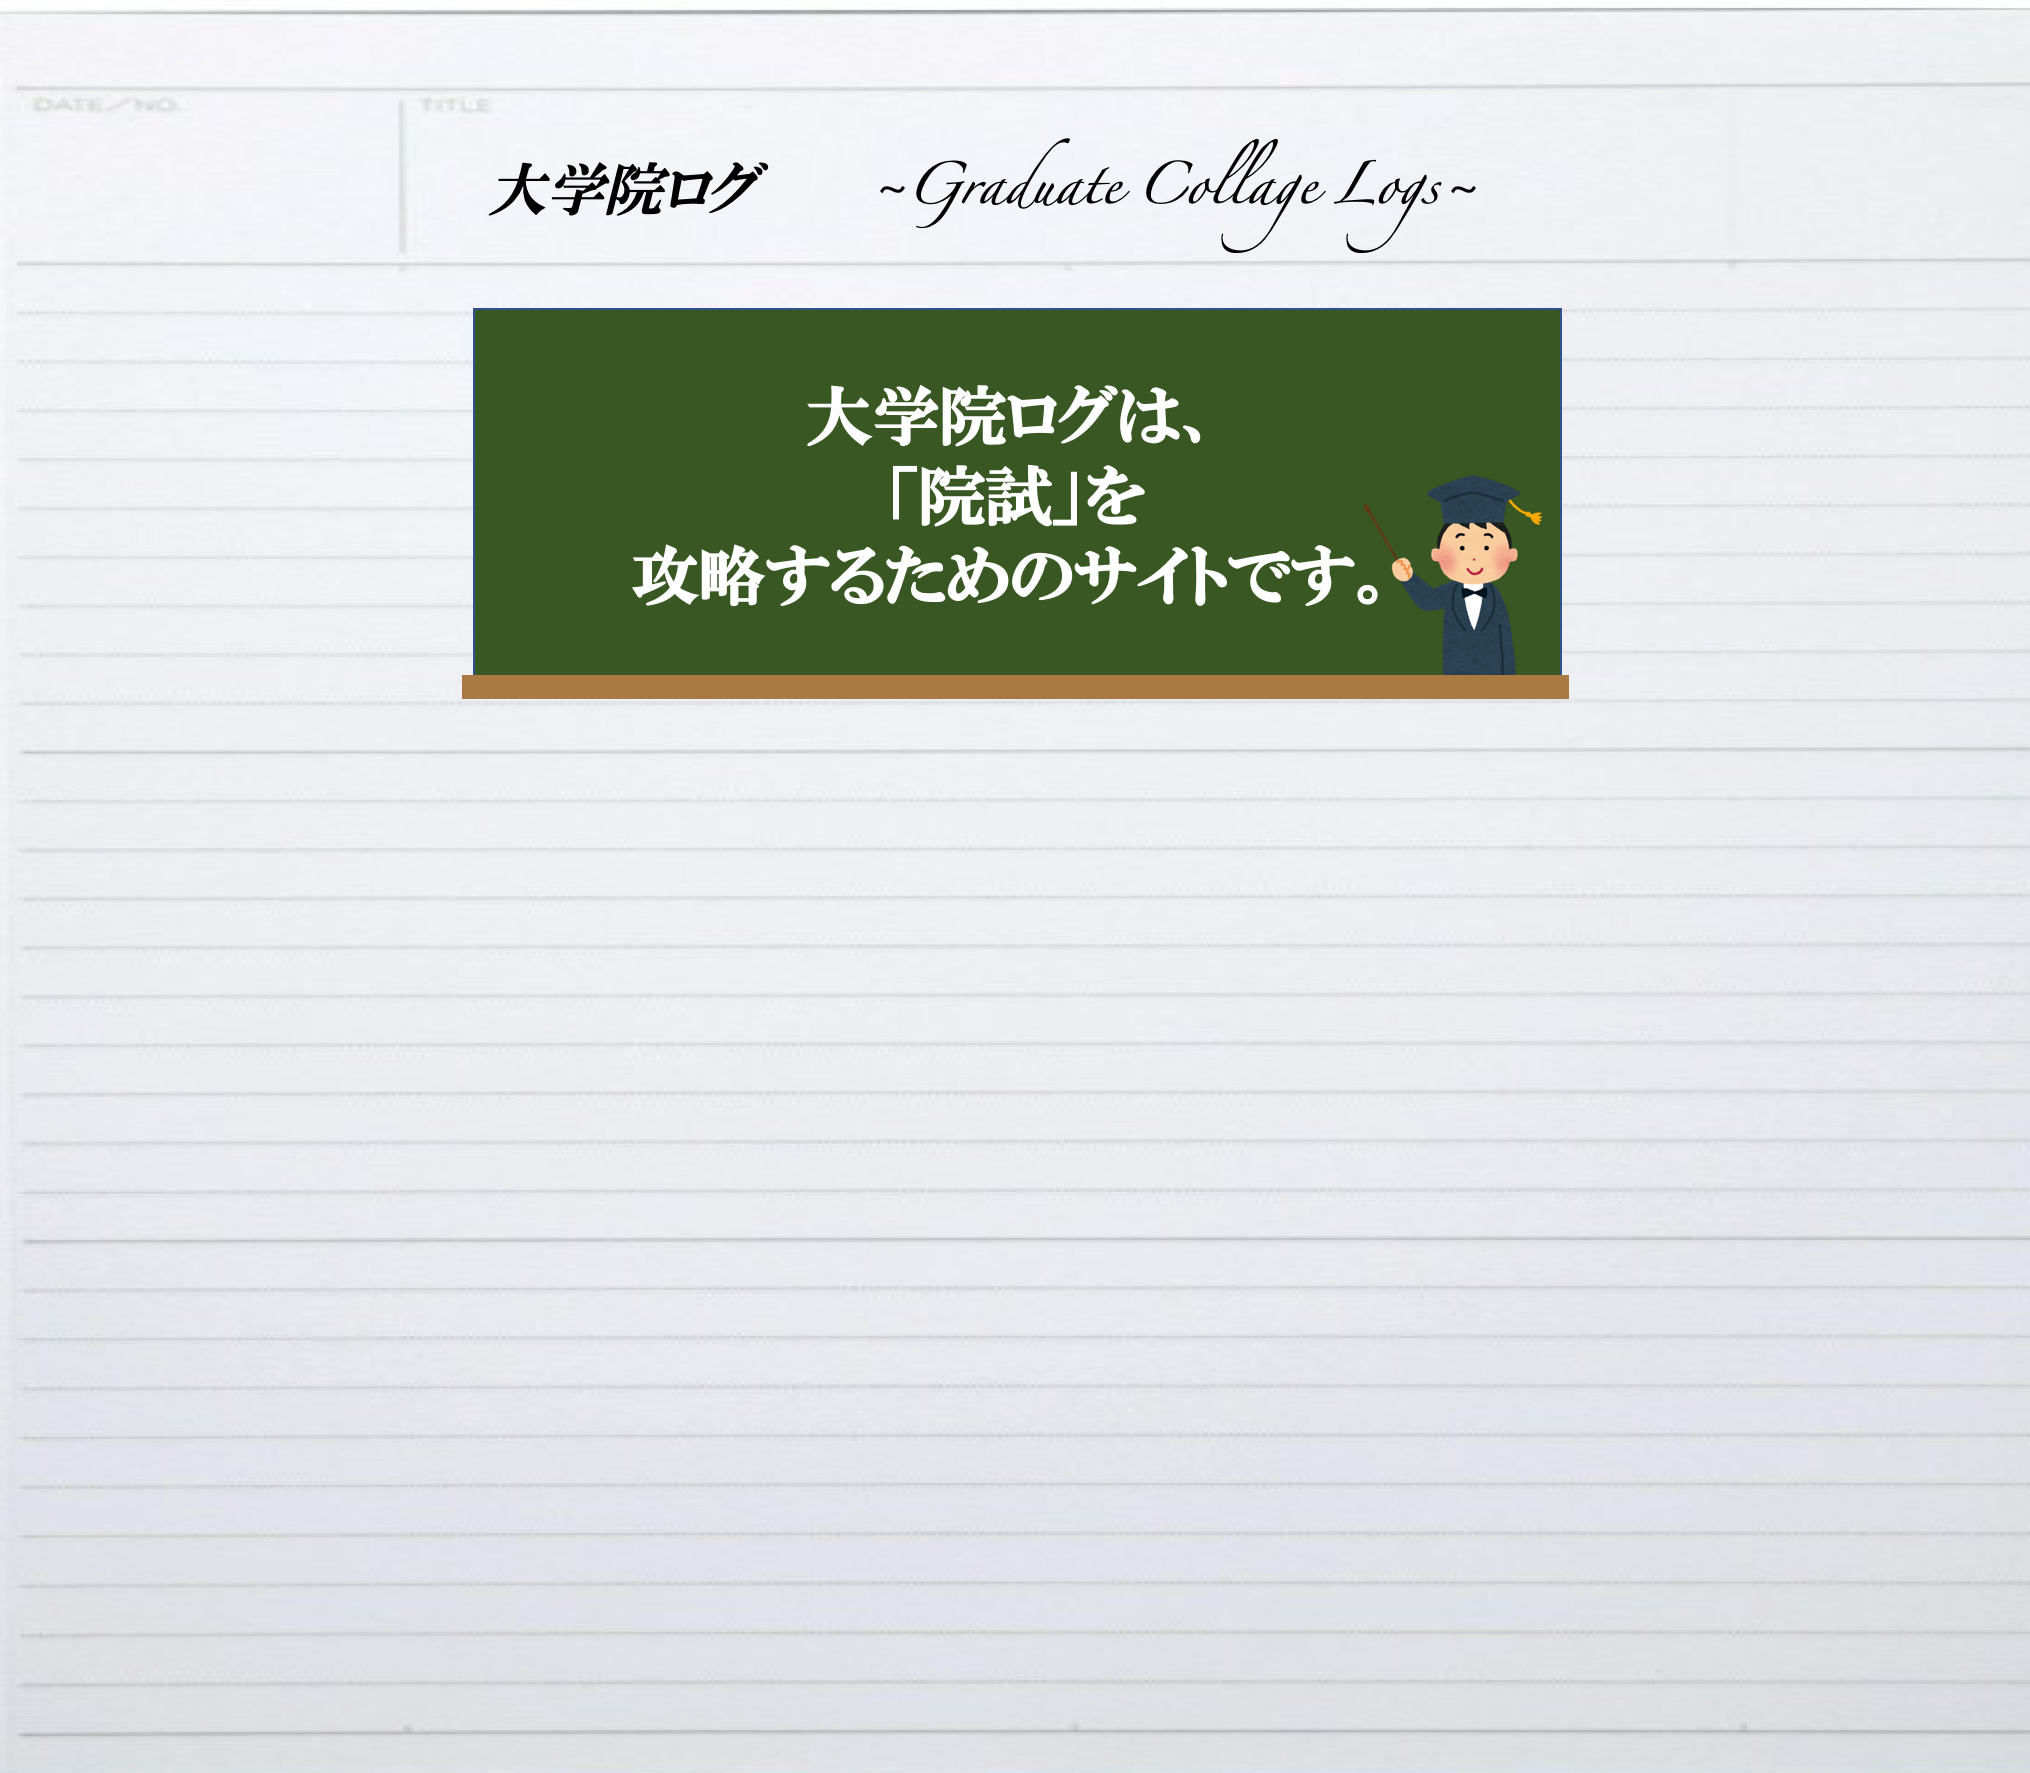 DATE／NO.
TITLE
大学院ログ ~Graduate Collage Logs~
大学院ログは、
「院試」を
攻略するためのサイトです。